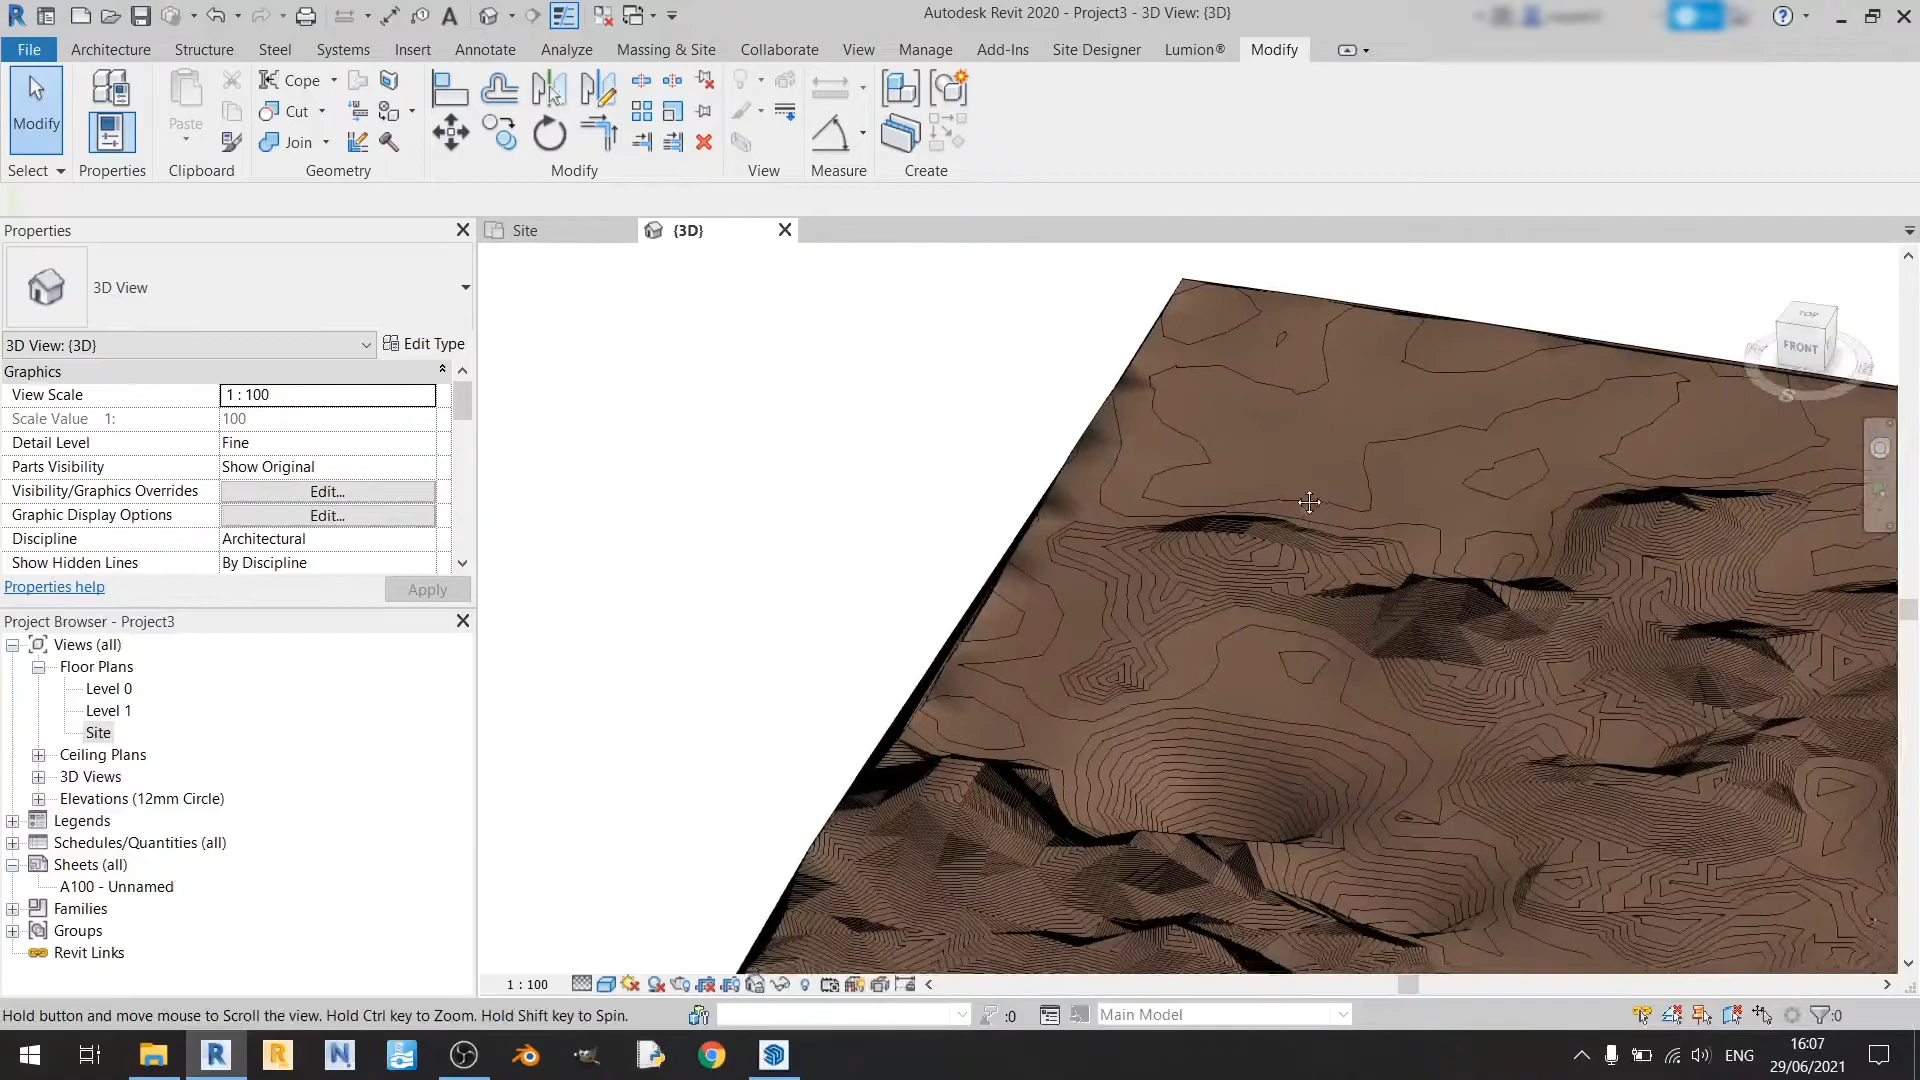 Autodesk Revit 2020 - Project3 - 3D View: {3D}
File Architecture Structure Steel Systems Insert Annotate Analyze Massing & Site Collaborate View Manage Add-Ins Site Designer Lumion® Modify
Modify Paste Cope
Cut
Join
Select Properties Clipboard Geometry Modify View Measure Create
Properties
Site {3D}
3D View
3D View: {3D} Edit Type
Graphics
View Scale 1 : 100
Scale Value 1: 100
Detail Level Fine
Parts Visibility Show Original
Visibility/Graphics Overrides Edit...
Graphic Display Options Edit...
Discipline Architectural
Show Hidden Lines By Discipline
Properties help Apply
TOP
FRONT
S
Project Browser - Project3
Views (all)
Floor Plans
Level 0
Level 1
Site
Ceiling Plans
3D Views
Elevations (12mm Circle)
Legends
Schedules/Quantities (all)
Sheets (all)
A100 - Unnamed
Families
Groups
Revit Links
1 : 100
Hold button and move mouse to Scroll the view. Hold Ctrl key to Zoom. Hold Shift key to Spin. :0 Main Model :0
ENG 16:07
29/06/2021